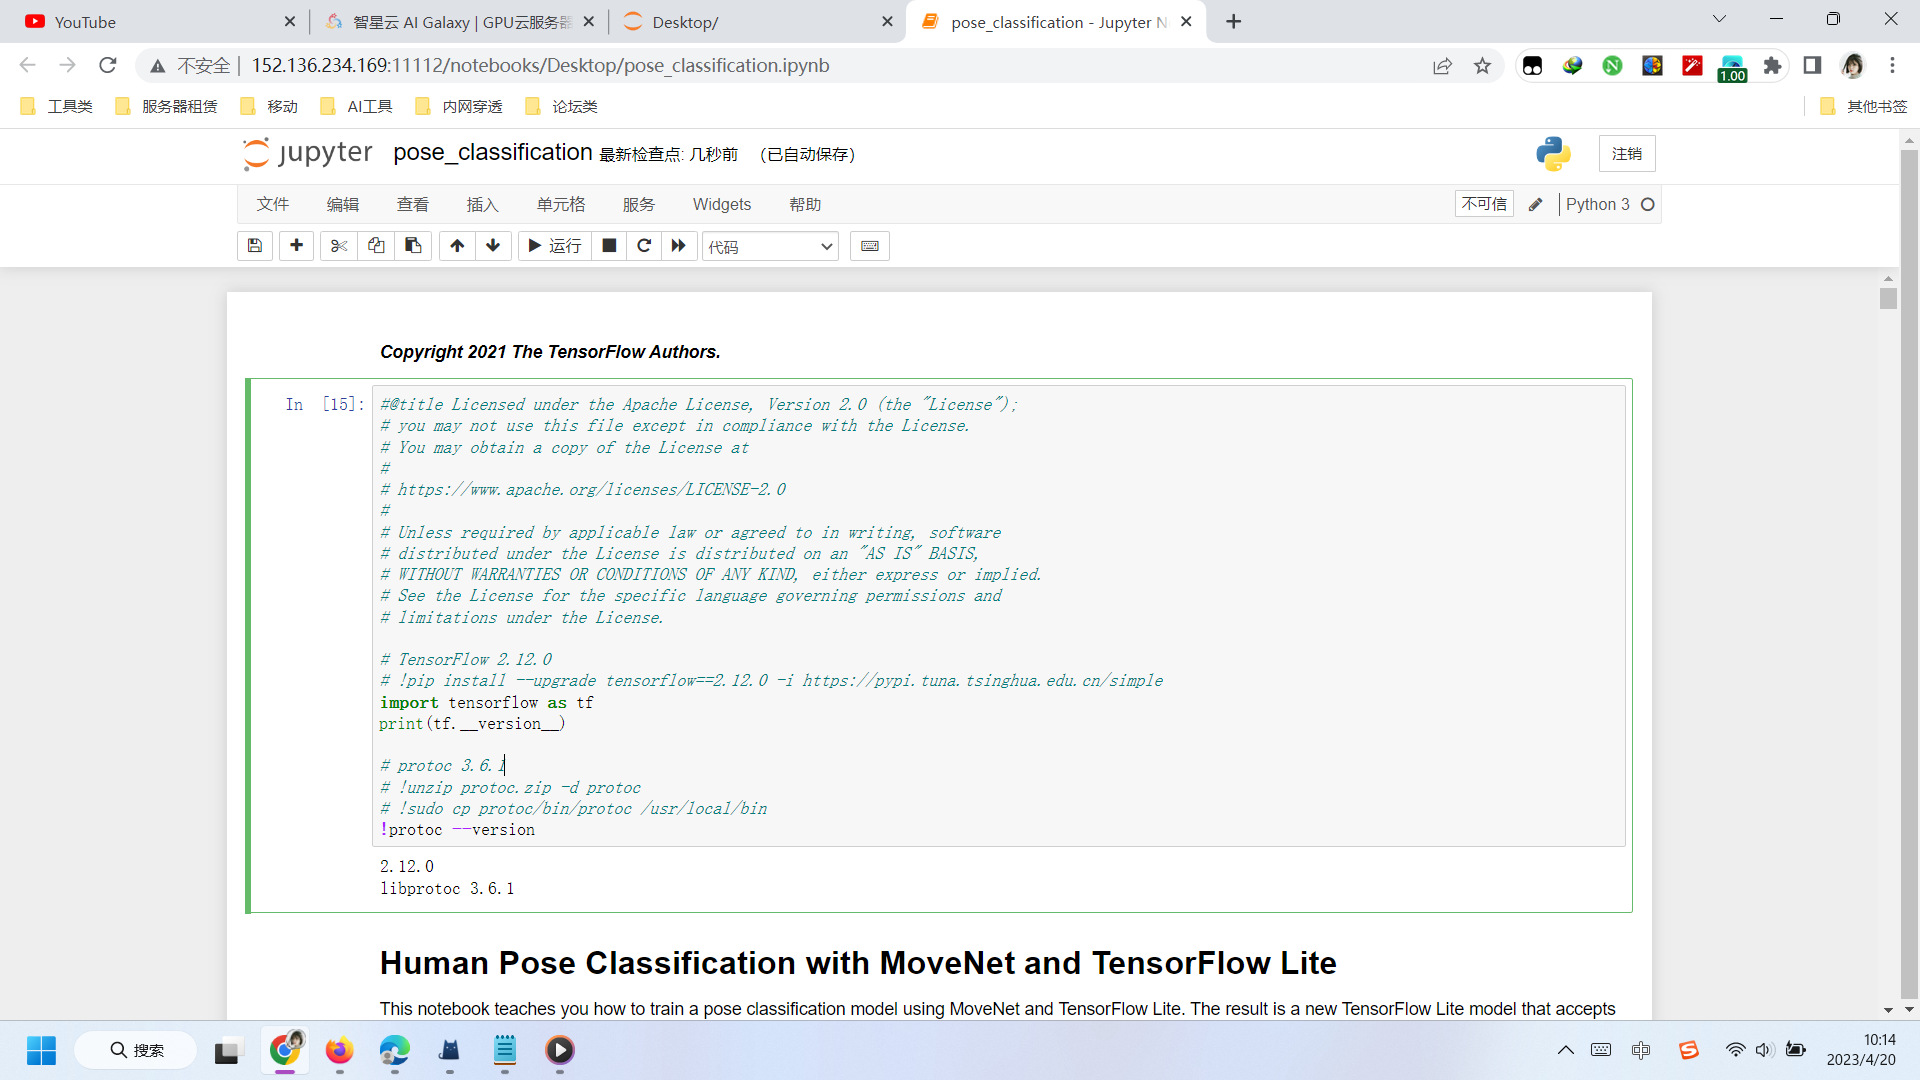 YouTube
智星云 AI Galaxy | GPU云服务器
Desktop/
pose_classification - Jupyter N
不安全
152.136.234.169:11112/notebooks/Desktop/pose_classification.ipynb
1.00
工具类
服务器租赁
移动
AI工具
内网穿透
论坛类
其他书签
jupyter
pose_classification 最新检查点: 几秒前 (已自动保存)
注销
文件
编辑
查看
插入
单元格
服务
Widgets
帮助
不可信
Python 3
运行
代码
Copyright 2021 The TensorFlow Authors.
In [15]:
#@title Licensed under the Apache License, Version 2.0 (the "License");
# you may not use this file except in compliance with the License.
# You may obtain a copy of the License at
#
# https://www.apache.org/licenses/LICENSE-2.0
#
# Unless required by applicable law or agreed to in writing, software
# distributed under the License is distributed on an "AS IS" BASIS,
# WITHOUT WARRANTIES OR CONDITIONS OF ANY KIND, either express or implied.
# See the License for the specific language governing permissions and
# limitations under the License.
# TensorFlow 2.12.0
# !pip install --upgrade tensorflow==2.12.0 -i https://pypi.tuna.tsinghua.edu.cn/simple
import tensorflow as tf
print(tf.__version__)
# protoc 3.6.1
# !unzip protoc.zip -d protoc
# !sudo cp protoc/bin/protoc /usr/local/bin
!protoc --version
2.12.0
libprotoc 3.6.1
Human Pose Classification with MoveNet and TensorFlow Lite
This notebook teaches you how to train a pose classification model using MoveNet and TensorFlow Lite. The result is a new TensorFlow Lite model that accepts
搜索
中
10:14
2023/4/20